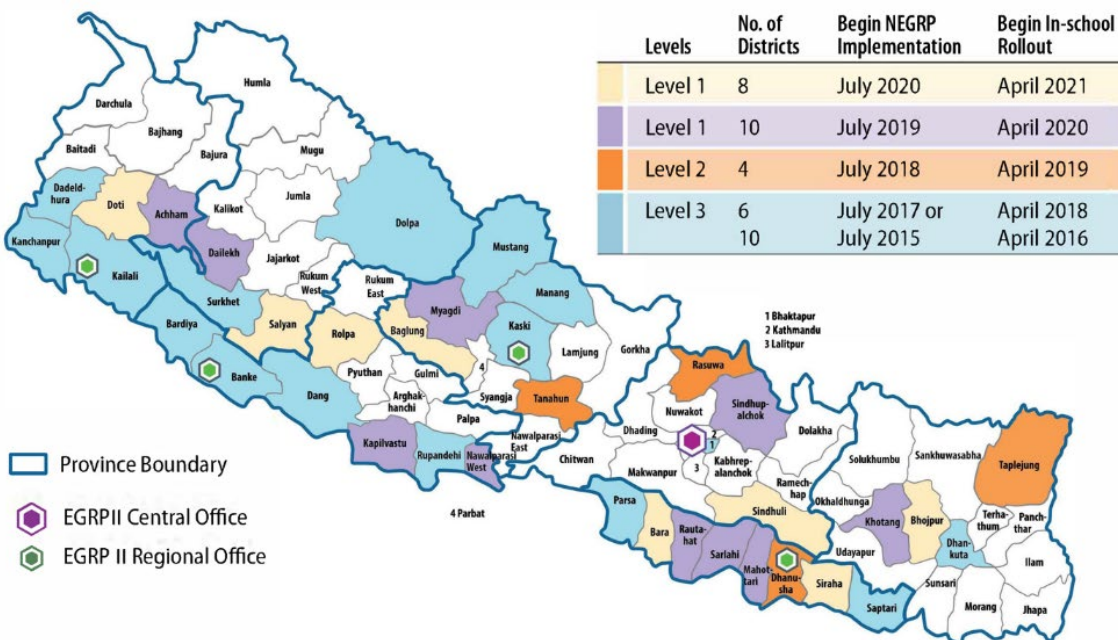 Levels
No. of
Districts
Begin NEGRP
Implementation
Begin In-school
Rollout
Level 1 8 July 2020 April 2021
Level 1 10 July 2019 April 2020
Level 2 4 July 2018 April 2019
Level 3 6 July 2017 or April 2018
10 July 2015 April 2016
Humla
Darchula
Bajhang
Baitadi
Bajura
Mugu
Dadeld-
hura
Doti
Achham
Kalikot
Jumla
Dolpa
Kanchanpur
Kailali
Dailekh
Jajarkot
Rukum
West
Rukum
East
Mustang
Manang
Surkhet
Bardiya
Salyan
Rolpa
Baglung
Myagdi
Kaski
Lamjung
Gorkha
Banke
Dang
Pyuthan
Gulmi
4
Syangja
Arghak-
hanchi
Palpa
Tanahun
Kapilvastu
Rupandehi
Nawalparasi
West
Nawalparasi
East
Chitwan
1 Bhaktapur
2 Kathmandu
3 Lalitpur
Rasuwa
Nuwakot
Sindhup-
alchok
Dhading
2
1
3
Dolakha
Makwanpur
Kabhrep-
alanchok
Ramech-
hap
Solukhumbu
Sankhuwasabha
Taplejung
Okhaldhunga
Khotang
Bhojpur
Terha-
thum
Panch-
thar
Dhan-
kuta
Ilam
Parsa
Bara
Rauta-
hat
Sarlahi
Mahot-
tari
Dhanu-
sha
Sindhuli
Siraha
Udayapur
Saptari
Sunsari
Morang
Jhapa
4 Parbat
Province Boundary
EGRPII Central Office
EGRP II Regional Office